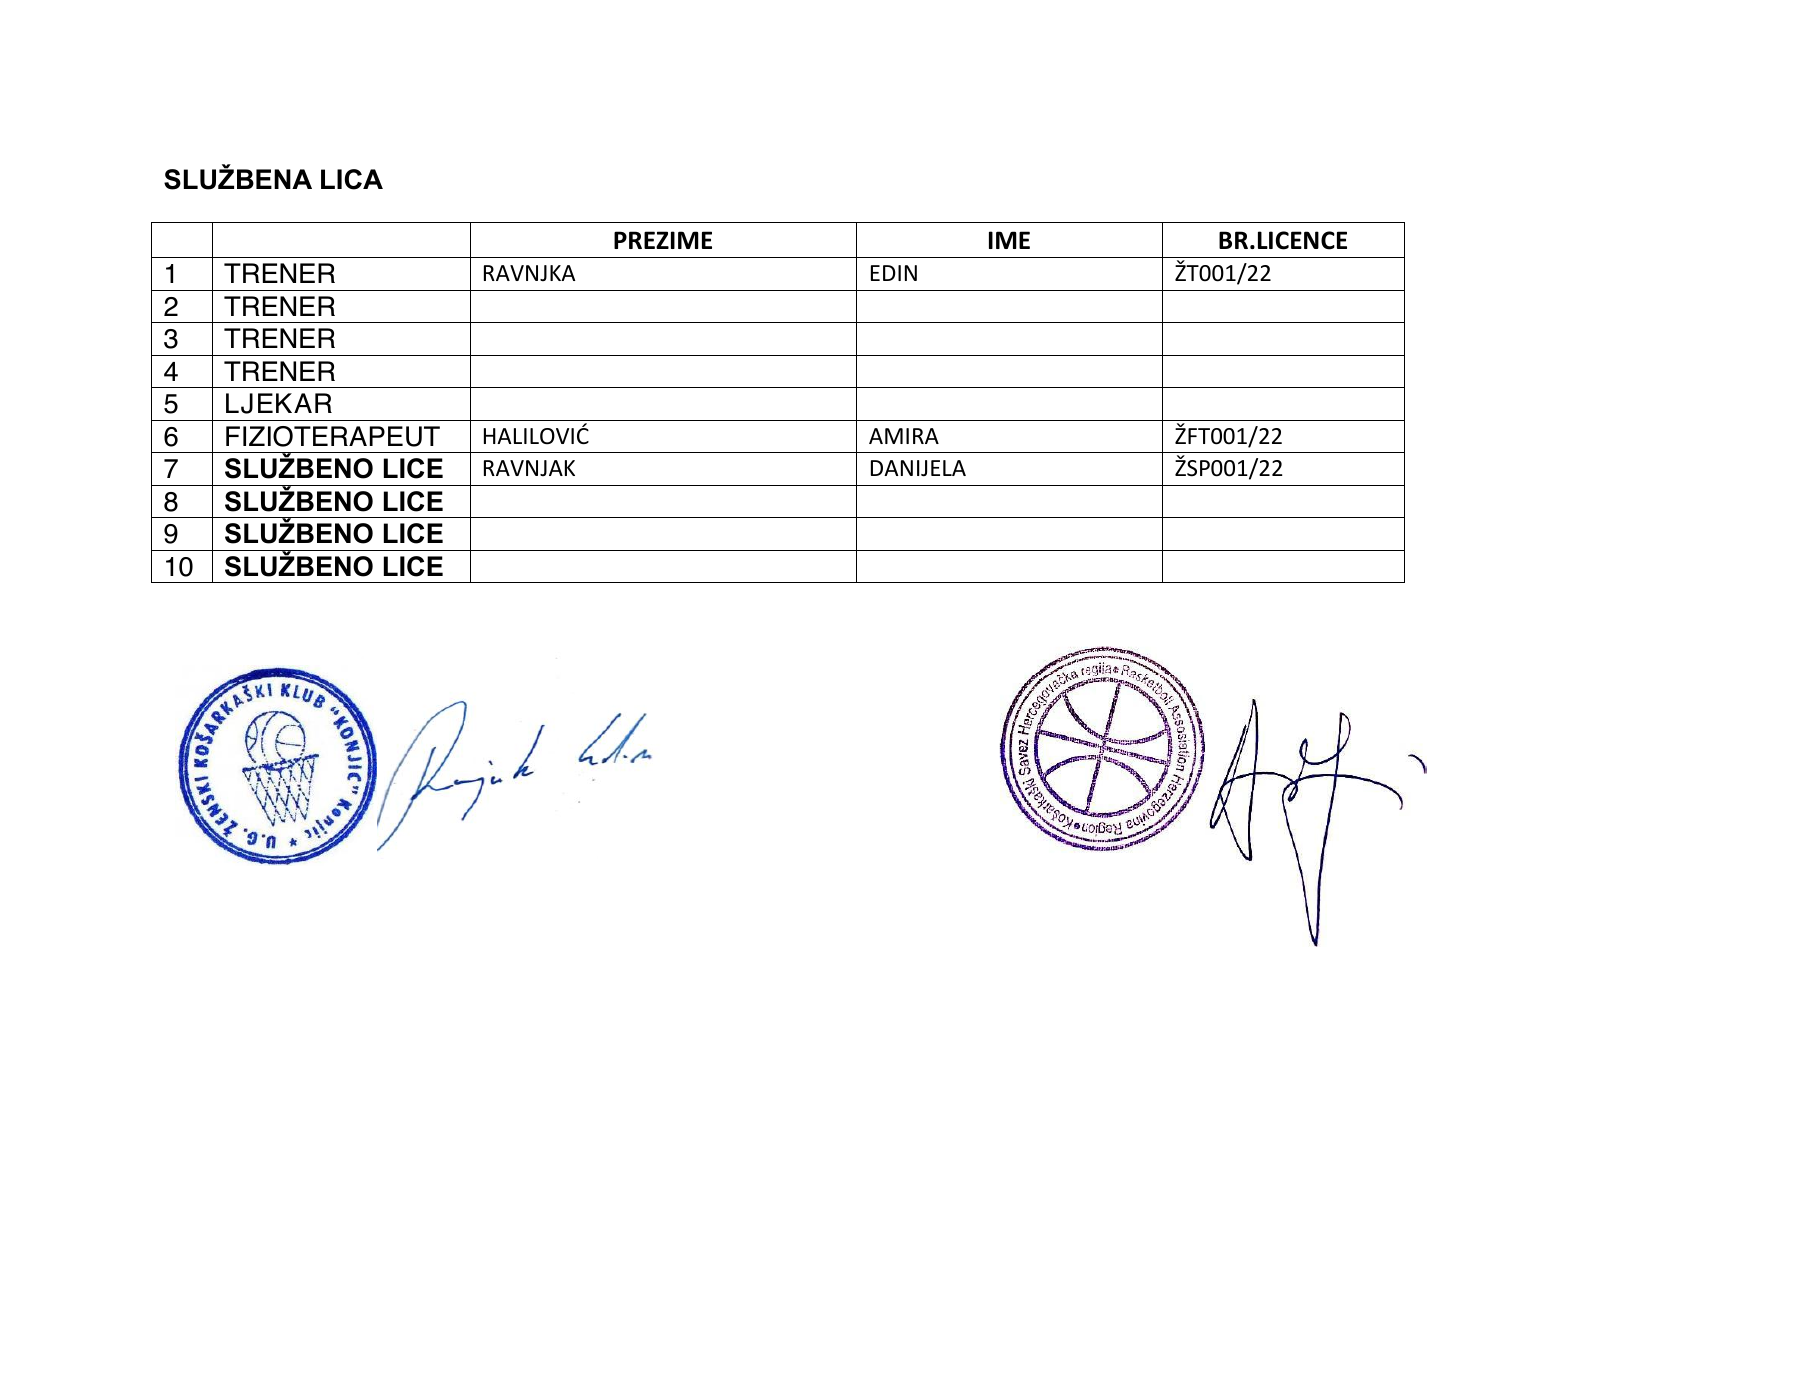 SLUŽBENA LICA
PREZIME IME BR.LICENCE
1 TRENER RAVNJKA EDIN ŽT001/22
2 TRENER
3 TRENER
4 TRENER
5 LJEKAR
6 FIZIOTERAPEUT HALILOVIĆ AMIRA ŽFT001/22
7 SLUŽBENO LICE RAVNJAK DANIJELA ŽSP001/22
8 SLUŽBENO LICE
9 SLUŽBENO LICE
10 SLUŽBENO LICE
U.G. ŽENSKI KOŠARKAŠKI KLUB "KONJIC" Konjic *
Košarkaški Savez Hercegovačka regija • Basketball Association Herzegovina Region •